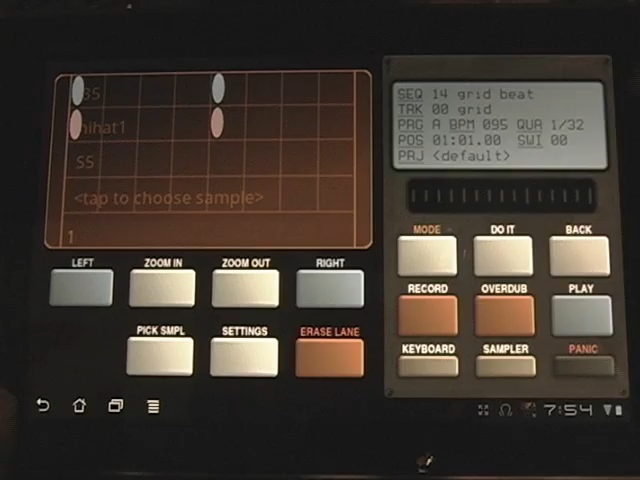 35
hihat1
S5
<tap to choose sample>
1
LEFT
ZOOM IN
ZOOM OUT
RIGHT
PICK SMPL
SETTINGS
ERASE LANE
SEQ 14 grid beat
TRK 00 grid
PRG A BPM 095 QUA 1/32
POS 01:01.00 SWI 00
PRJ <default>
MODE
DO IT
BACK
RECORD
OVERDUB
PLAY
KEYBOARD
SAMPLER
PANIC
7:54